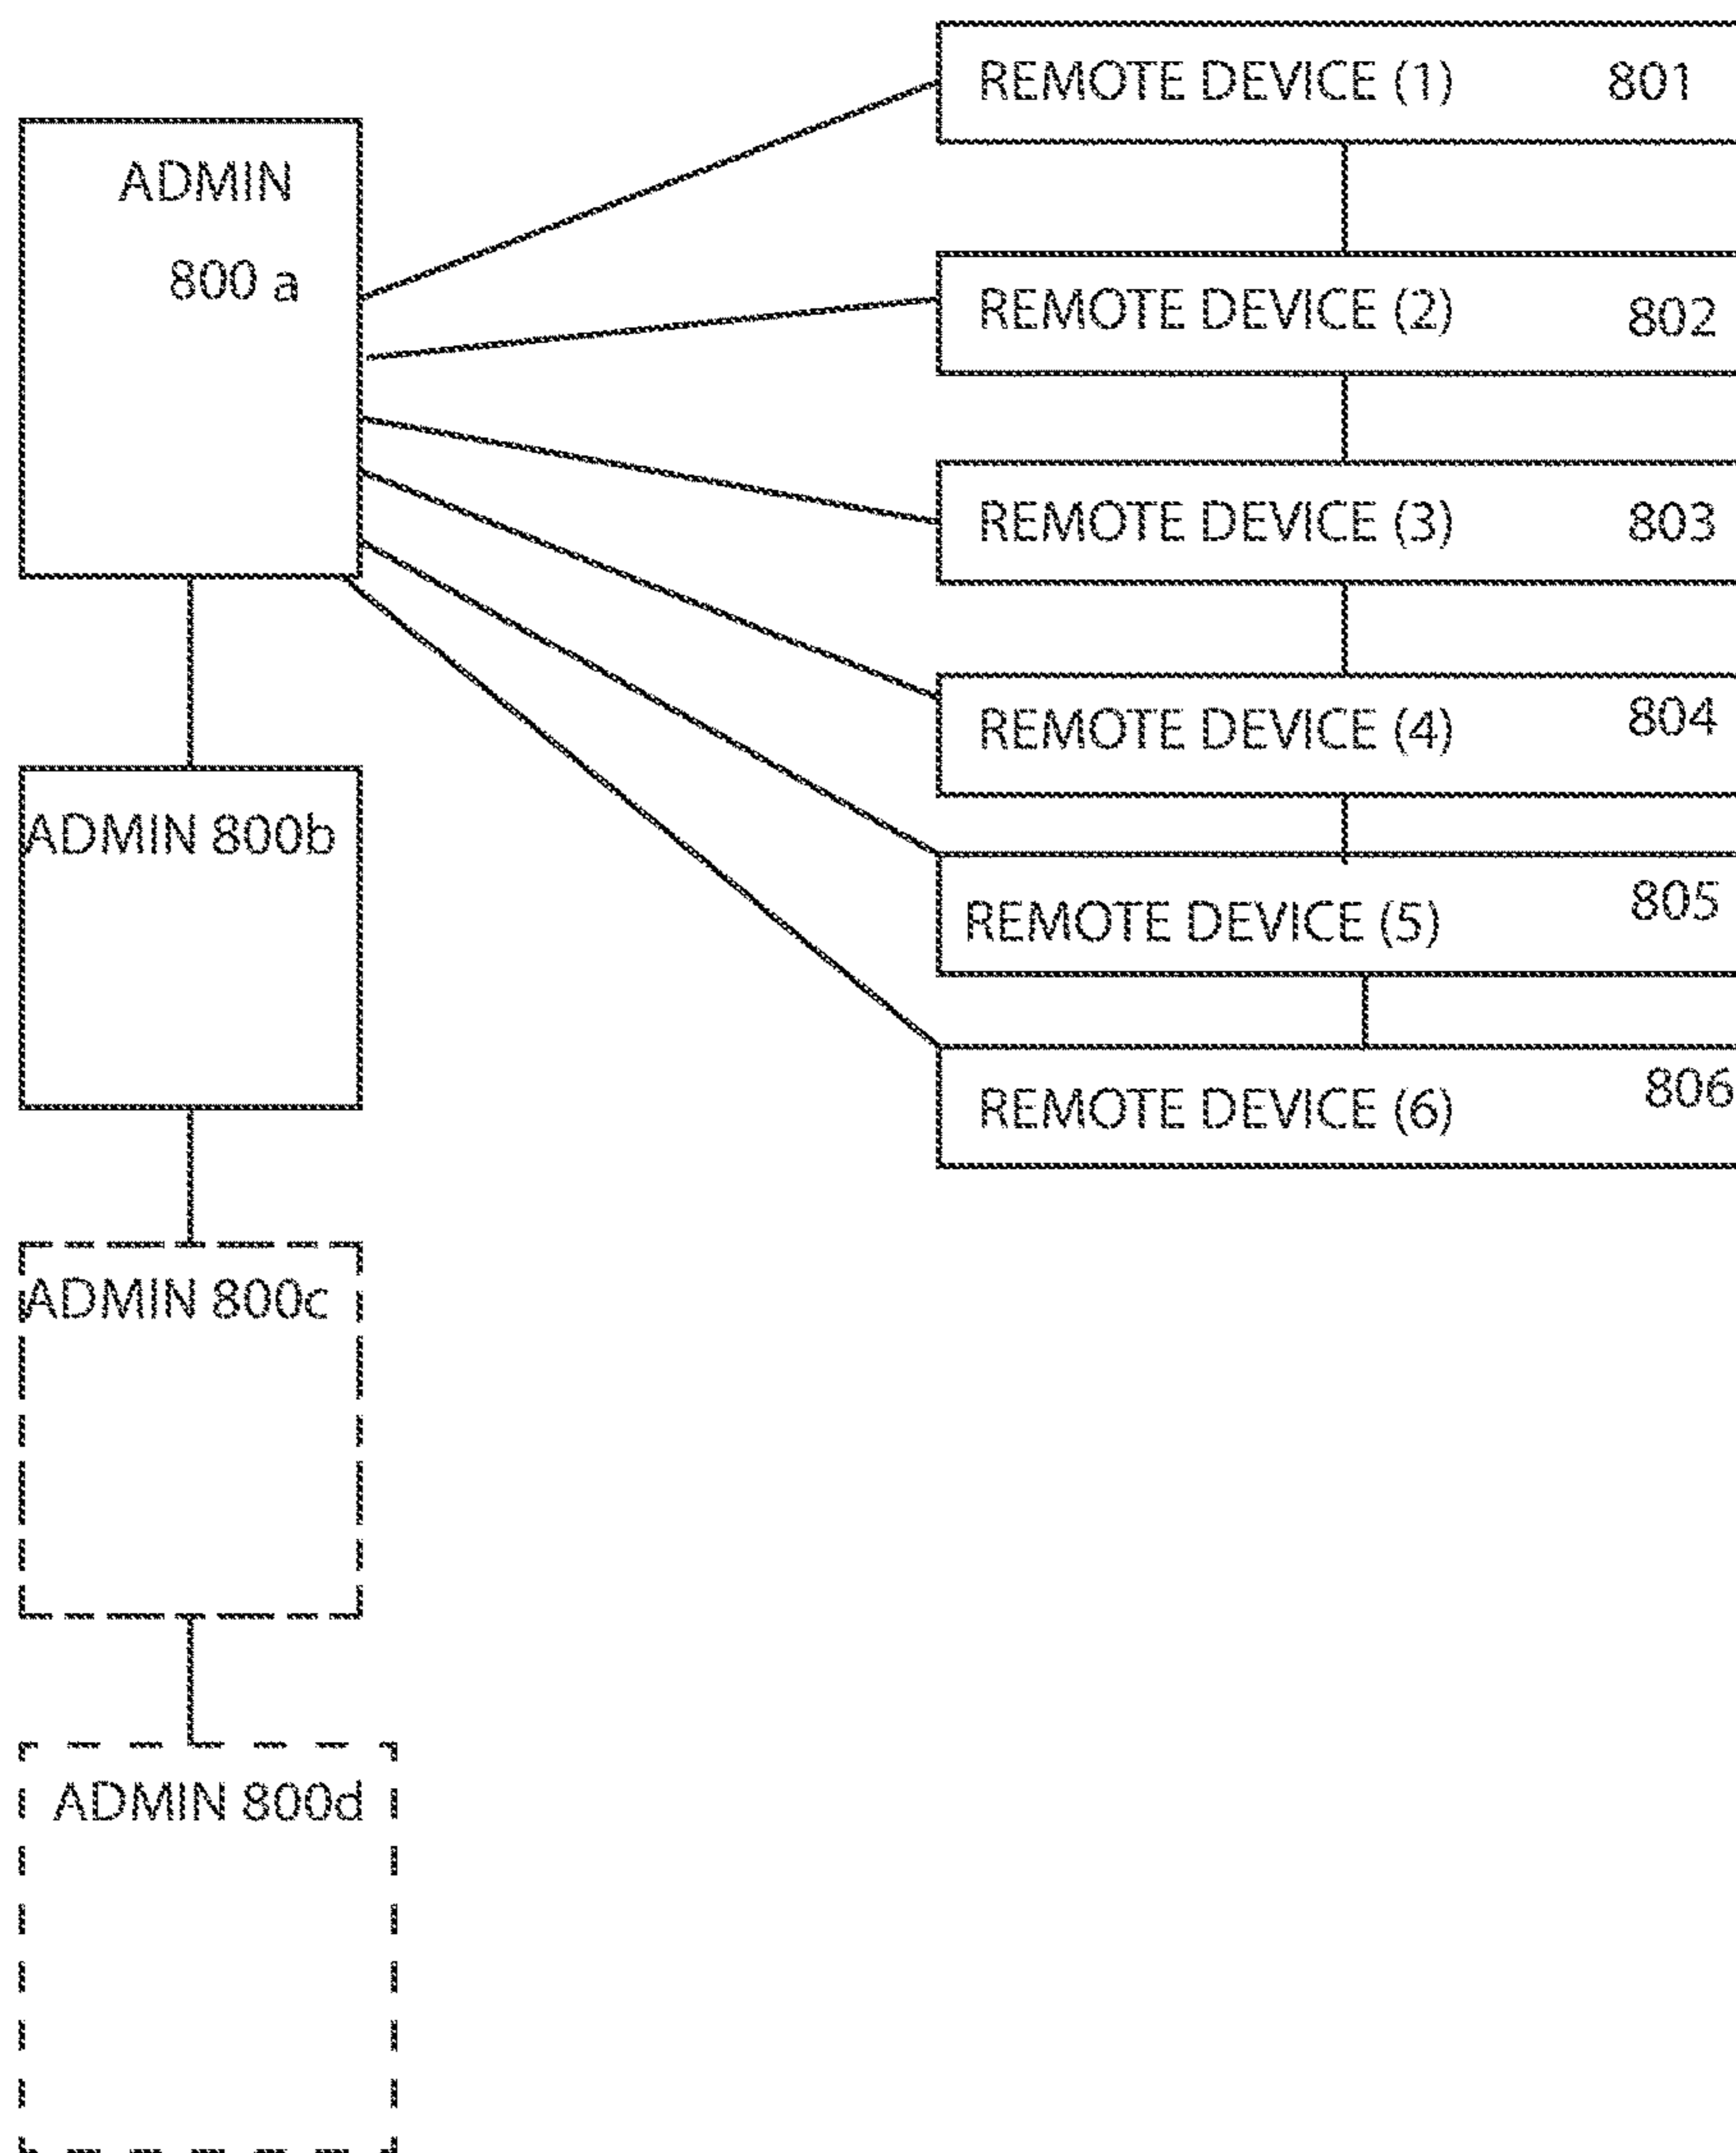 REMOTE DEVICE (1) 801
ADMIN
800 a
REMOTE DEVICE (2) 802
REMOTE DEVICE (3) 803
REMOTE DEVICE (4) 804
ADMIN 800b
REMOTE DEVICE (5) 805
REMOTE DEVICE (6) 806
ADMIN 800c
ADMIN 800d